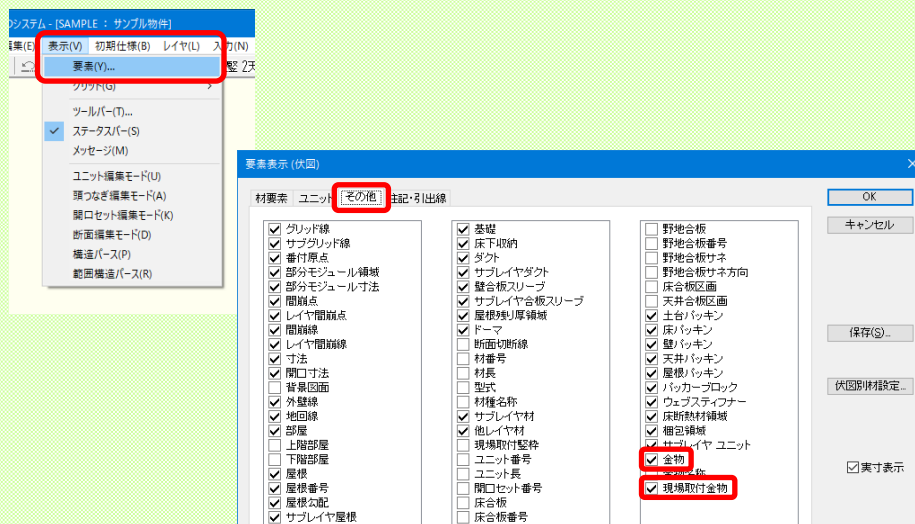 のシステム - [SAMPLE : サンプル物件]
編集(E) 表示(V) 初期仕様(B) レイヤ(L) 入力(N)
要素(Y)...
竪 2天
グリッド(G)
ツールバー(T)...
ステータスバー(S)
メッセージ(M)
ユニット編集モード(U)
頭つなぎ編集モード(A)
開口セット編集モード(K)
断面編集モード(D)
構造パース(P)
範囲構造パース(R)
要素表示 (伏図)
材要素 ユニット その他 注記・引出線
グリッド線
サブグリッド線
番付原点
部分モジュール領域
部分モジュール寸法
間崩点
レイヤ間崩点
間崩線
レイヤ間崩線
寸法
開口寸法
背景図面
外壁線
地回線
部屋
上階部屋
下階部屋
屋根
屋根番号
屋根勾配
サブレイヤ屋根
基礎
床下収納
ダクト
サブレイヤダクト
壁合板スリーブ
サブレイヤ合板スリーブ
屋根残り厚領域
ドーマ
断面切断線
材番号
材長
型式
材種名称
サブレイヤ材
他レイヤ材
現場取付竪枠
ユニット番号
ユニット長
開口セット番号
床合板
床合板番号
野地合板
野地合板番号
野地合板サネ
野地合板サネ方向
床合板区画
天井合板区画
土台パッキン
床パッキン
壁パッキン
天井パッキン
屋根パッキン
パッカーブロック
ウェブスティフナー
床断熱材領域
梱包領域
サブレイヤ ユニット
金物
金物名称
現場取付金物
OK
キャンセル
保存(S)...
伏図別材設定...
実寸表示